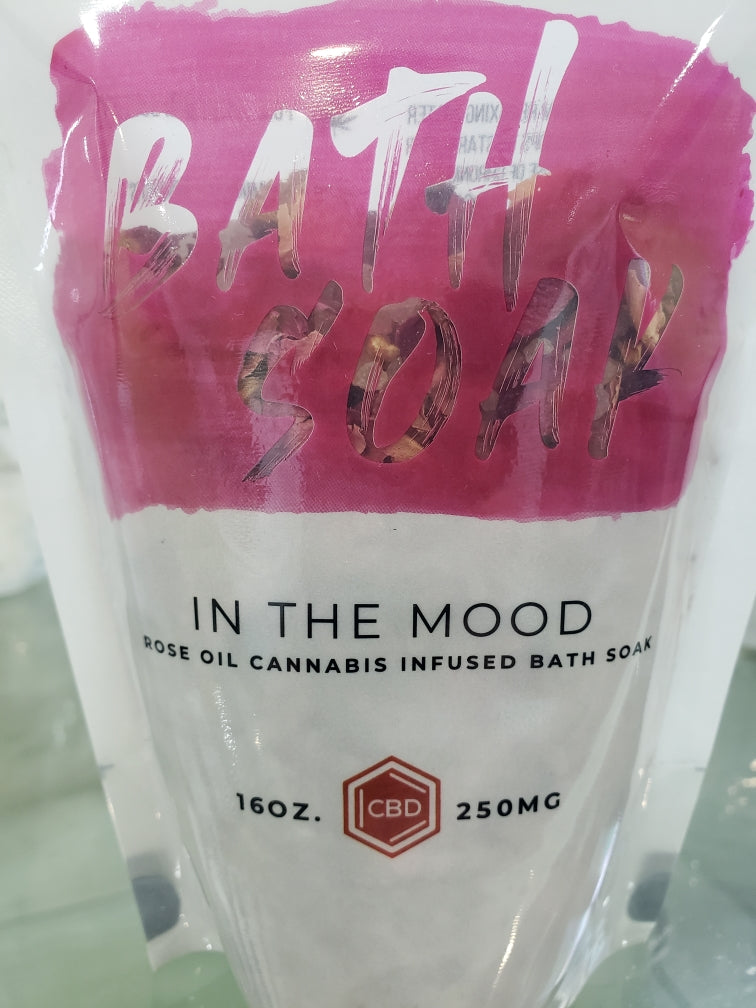 BATH
SOAK
IN THE MOOD
ROSE OIL CANNABIS INFUSED BATH SOAK
16OZ. CBD 250MG